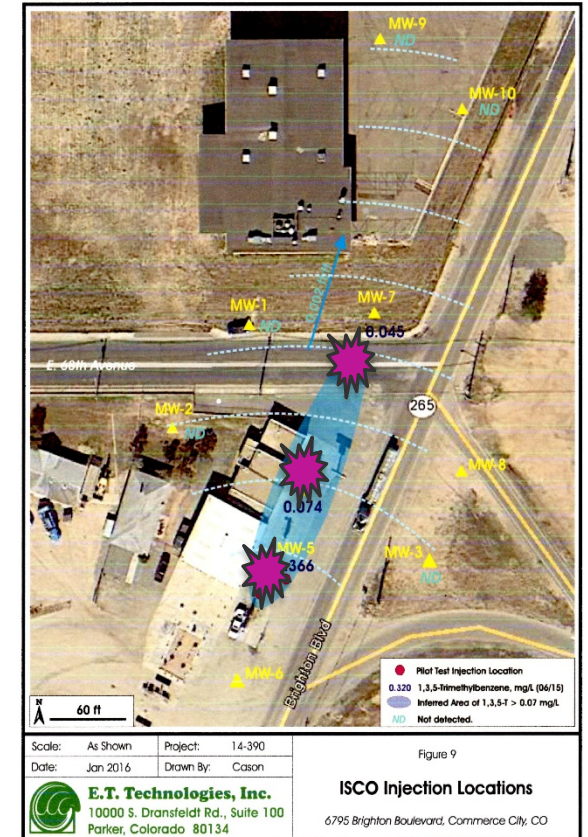 MW-9
ND
MW-10
ND
MW-1
ND
MW-7
0.045
E. 68th Avenue
MW-2
ND
265
MW-8
0.074
MW-5
.366
MW-3
ND
MW-6
Brighton Blvd
N
60 ft
Pilot Test Injection Location
0.320 1,3,5-Trimethylbenzene, mg/L (06/15)
Inferred Area of 1,3,5-T > 0.07 mg/L
ND Not detected.
Scale: As Shown
Project: 14-390
Date: Jan 2016
Drawn By: Cason
E.T. Technologies, Inc.
10000 S. Dransfeldt Rd., Suite 100
Parker, Colorado 80134
Figure 9
ISCO Injection Locations
6795 Brighton Boulevard, Commerce City, CO